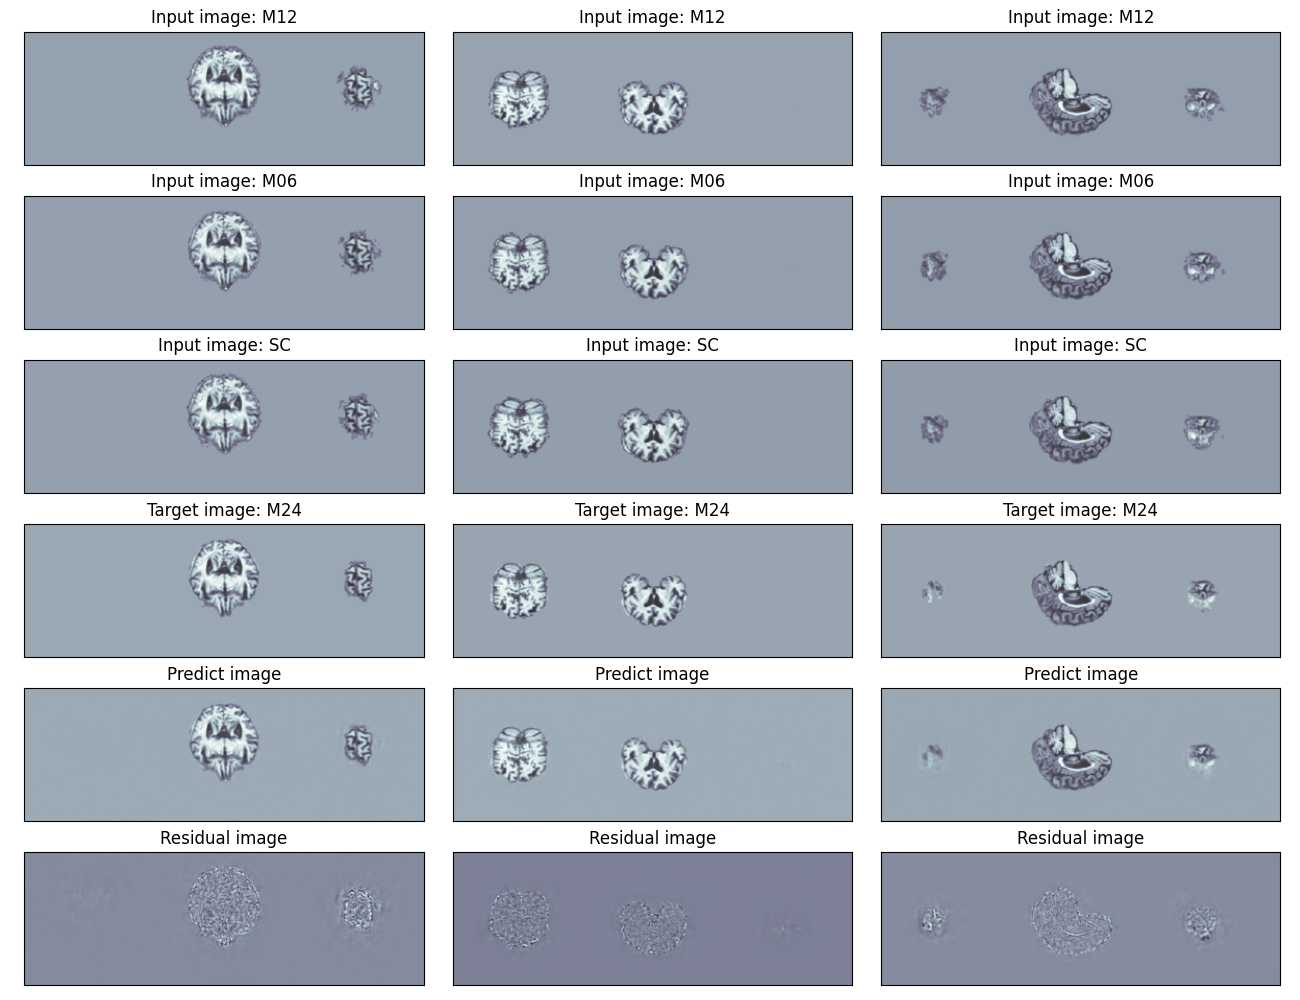 Input image: M12 Input image: M12 Input image: M12
Input image: M06 Input image: M06 Input image: M06
Input image: SC Input image: SC Input image: SC
Target image: M24 Target image: M24 Target image: M24
Predict image Predict image Predict image
Residual image Residual image Residual image